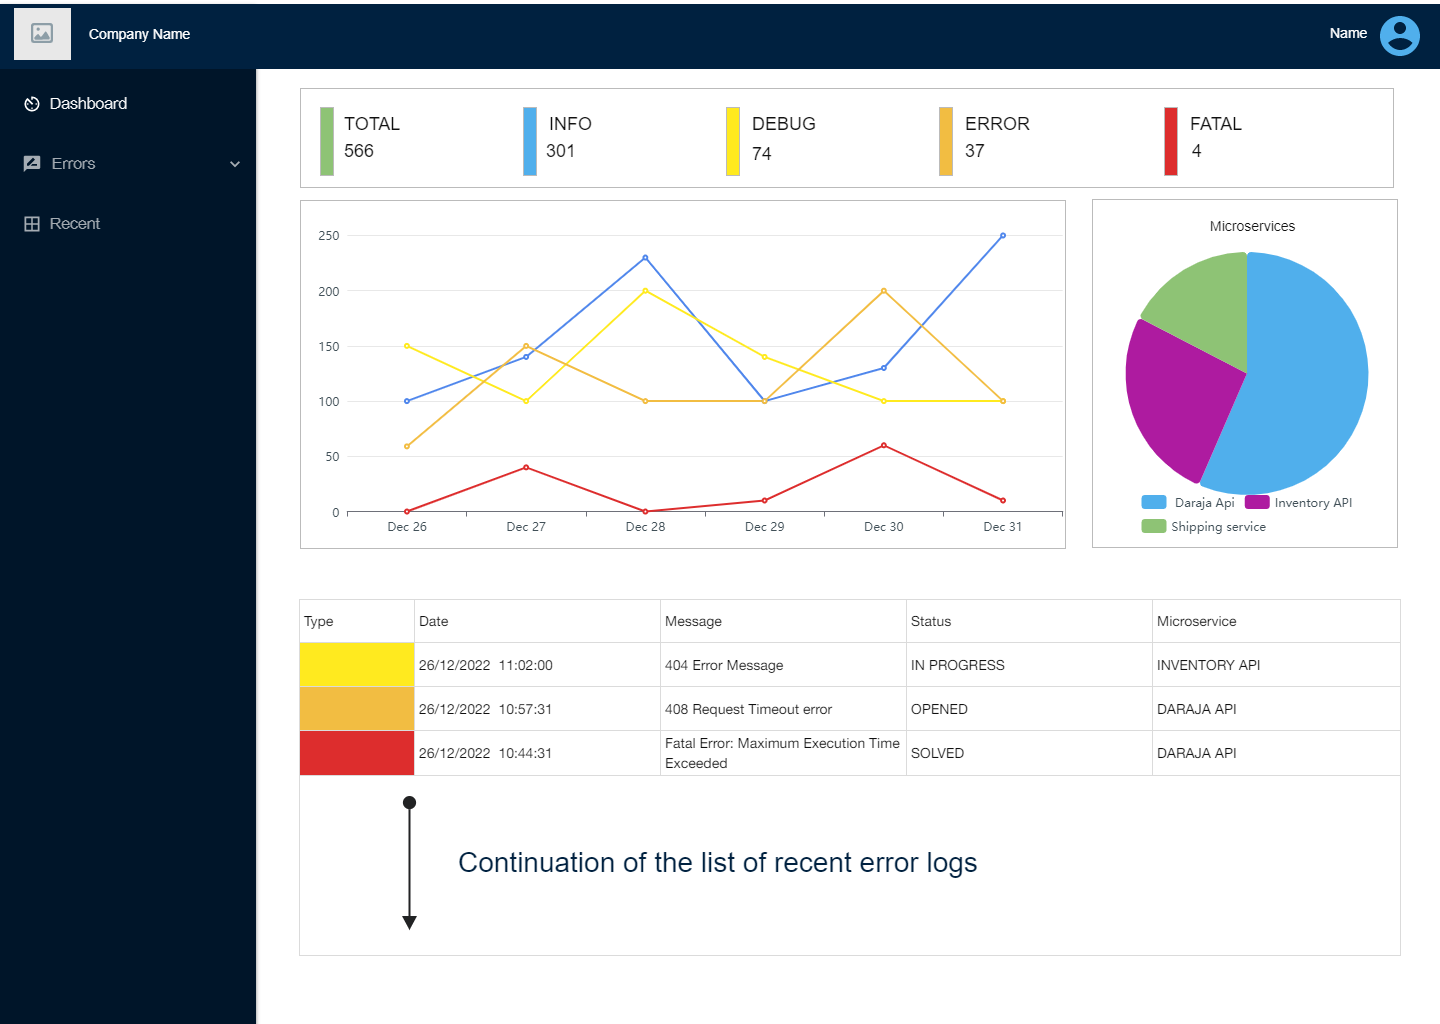 Company Name
Name
Dashboard
Errors
Recent
TOTAL
566
INFO
301
DEBUG
74
ERROR
37
FATAL
4
250
200
150
100
50
0
Dec 26 Dec 27 Dec 28 Dec 29 Dec 30 Dec 31
Microservices
Daraja Api Inventory API
Shipping service
Type Date Message Status Microservice
26/12/2022 11:02:00 404 Error Message IN PROGRESS INVENTORY API
26/12/2022 10:57:31 408 Request Timeout error OPENED DARAJA API
26/12/2022 10:44:31 Fatal Error: Maximum Execution Time SOLVED DARAJA API
Exceeded
Continuation of the list of recent error logs